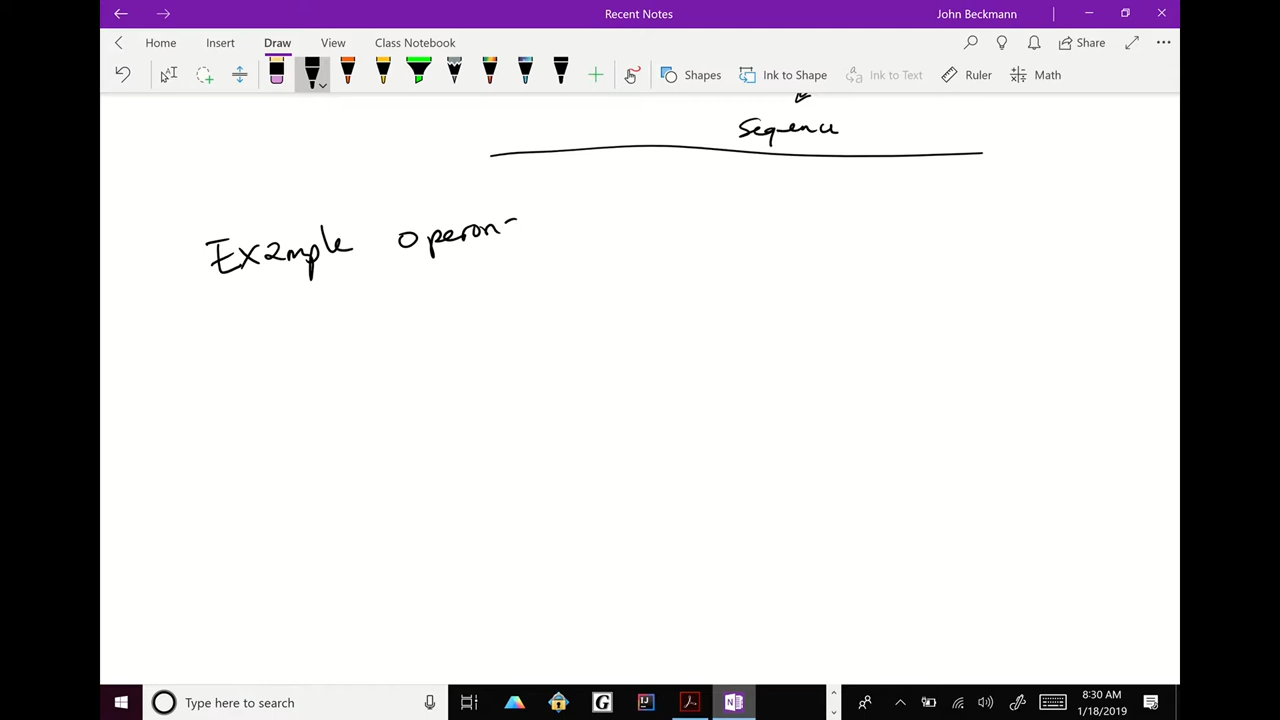 Recent Notes
John Beckmann
Home Insert Draw View Class Notebook
Share
Shapes Ink to Shape Ink to Text Ruler Math
Sequence
Example operon-
Type here to search
8:30 AM
1/18/2019